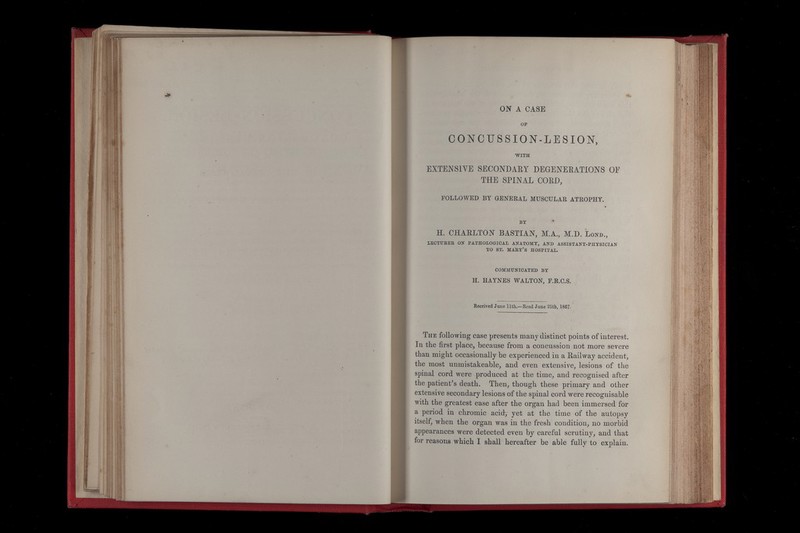 ON A CASE
OF
CONCUSSION-LESION,
WITH
EXTENSIVE SECONDARY DEGENERATIONS OF
THE SPINAL CORD,
FOLLOWED BY GENERAL MUSCULAR ATROPHY.
BY
H. CHARLTON BASTIAN, M.A., M.D. LOND.,
LECTURER ON PATHOLOGICAL ANATOMY, AND ASSISTANT-PHYSICIAN
TO ST. MARY'S HOSPITAL.
COMMUNICATED BY
H. HAYNES WALTON, F.R.C.S.
Received June 11th.—Read June 25th, 1867.
THE following case presents many distinct points of interest.
In the first place, because from a concussion not more severe
than might occasionally be experienced in a Railway accident,
the most unmistakeable, and even extensive, lesions of the
spinal cord were produced at the time, and recognised after
the patient's death. Then, though these primary and other
extensive secondary lesions of the spinal cord were recognisable
with the greatest ease after the organ had been immersed for
a period in chromic acid, yet at the time of the autopsy
itself, when the organ was in the fresh condition, no morbid
appearances were detected even by careful scrutiny, and that
for reasons which I shall hereafter be able fully to explain.